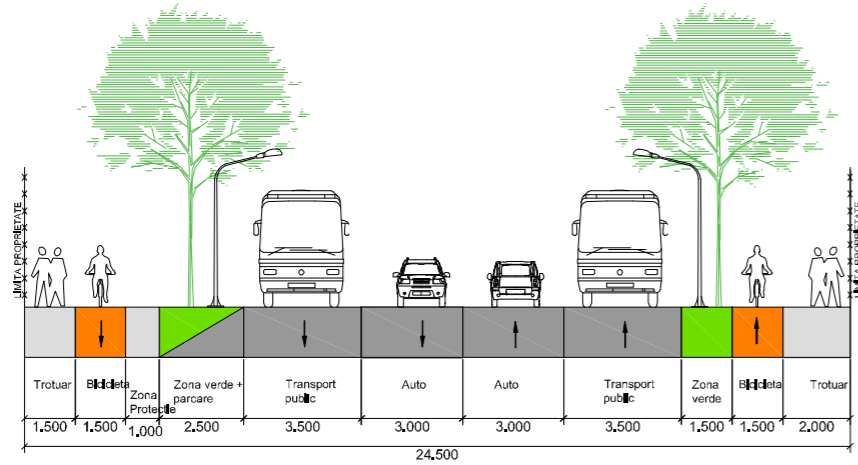 LIMITA PROPRIETATE
LIMITA PROPRIETATE
Trotuar
Bicicleta
Zona
Protectie
Zona verde +
parcare
Transport
public
Auto
Auto
Transport
public
Zona
verde
Bicicleta
Trotuar
1.500
1.500
1.000
2.500
3.500
3.000
3.000
3.500
1.500
1.500
2.000
24.500